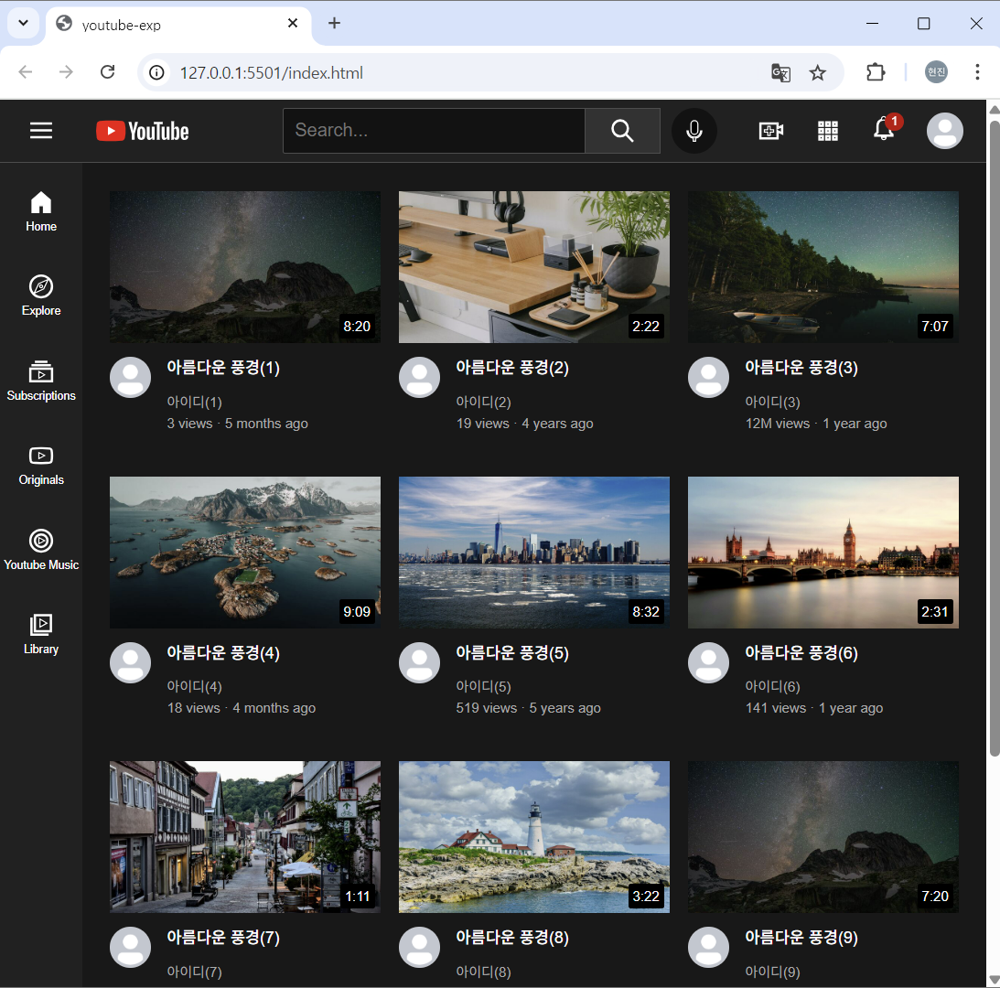 youtube-exp
127.0.0.1:5501/index.html
현진
YouTube
Search...
1
Home
Explore
Subscriptions
Originals
Youtube Music
Library
8:20
2:22
7:07
아름다운 풍경(1)
아이디(1)
3 views · 5 months ago
아름다운 풍경(2)
아이디(2)
19 views · 4 years ago
아름다운 풍경(3)
아이디(3)
12M views · 1 year ago
9:09
8:32
2:31
아름다운 풍경(4)
아이디(4)
18 views · 4 months ago
아름다운 풍경(5)
아이디(5)
519 views · 5 years ago
아름다운 풍경(6)
아이디(6)
141 views · 1 year ago
1:11
3:22
7:20
아름다운 풍경(7)
아이디(7)
아름다운 풍경(8)
아이디(8)
아름다운 풍경(9)
아이디(9)